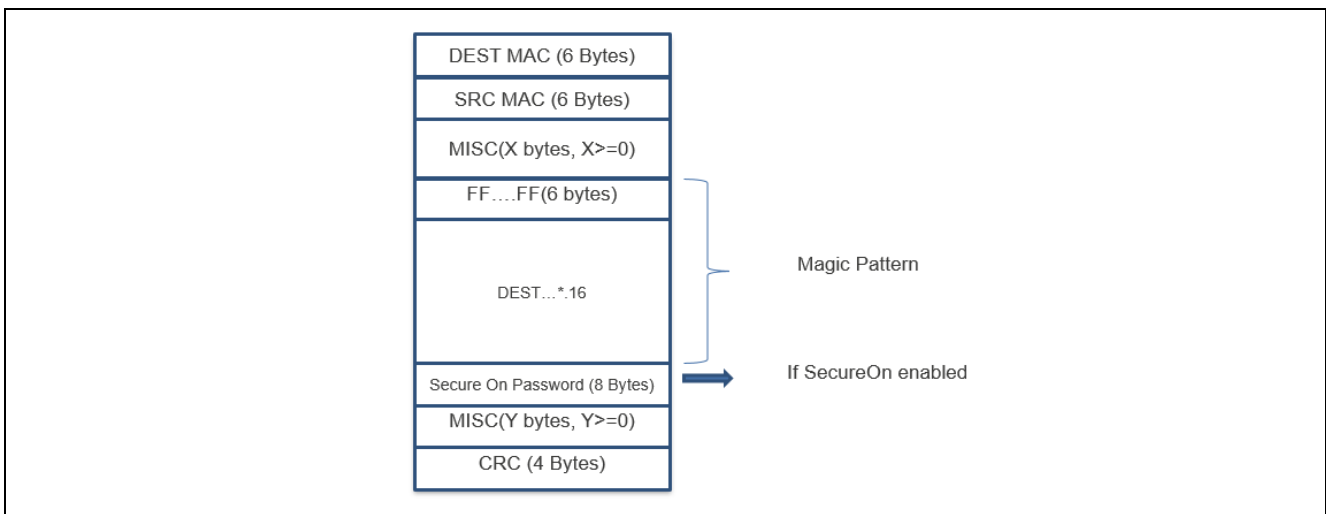 DEST MAC (6 Bytes)
SRC MAC (6 Bytes)
MISC(X bytes, X>=0)
FF….FF(6 bytes)
Magic Pattern
DEST…*.16
If SecureOn enabled
Secure On Password (8 Bytes)
MISC(Y bytes, Y>=0)
CRC (4 Bytes)